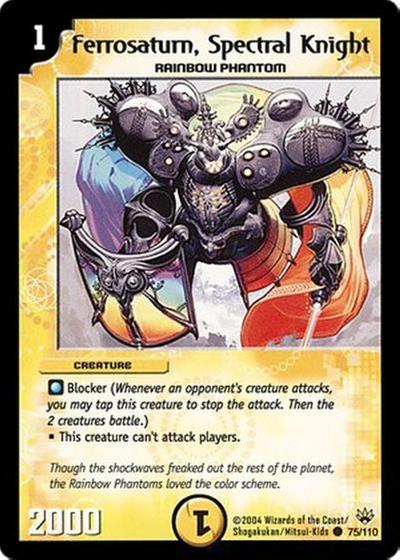 1 Ferrosaturn, Spectral Knight
RAINBOW PHANTOM
CREATURE
Blocker (Whenever an opponent's creature attacks,
you may tap this creature to stop the attack. Then the
2 creatures battle.)
▪ This creature can't attack players.
Though the shockwaves freaked out the rest of the planet,
the Rainbow Phantoms loved the color scheme.
2000
1
©2004 Wizards of the Coast/
Shogakukan/Mitsui-Kids ● 75/110